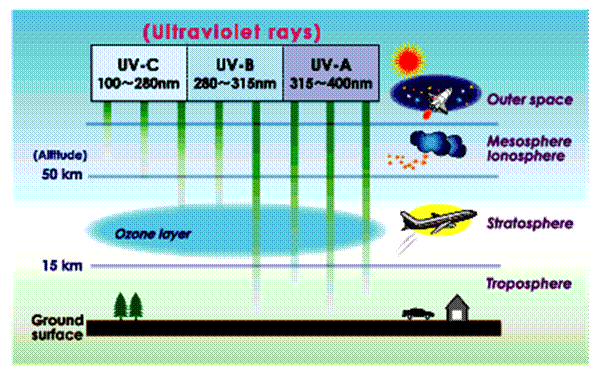 (Ultraviolet rays)
UV-C
100～280nm
UV-B
280～315nm
UV-A
315～400nm
Outer space
(Altitude)
Mesosphere
Ionosphere
50 km
Stratosphere
Ozone layer
15 km
Troposphere
Ground
surface